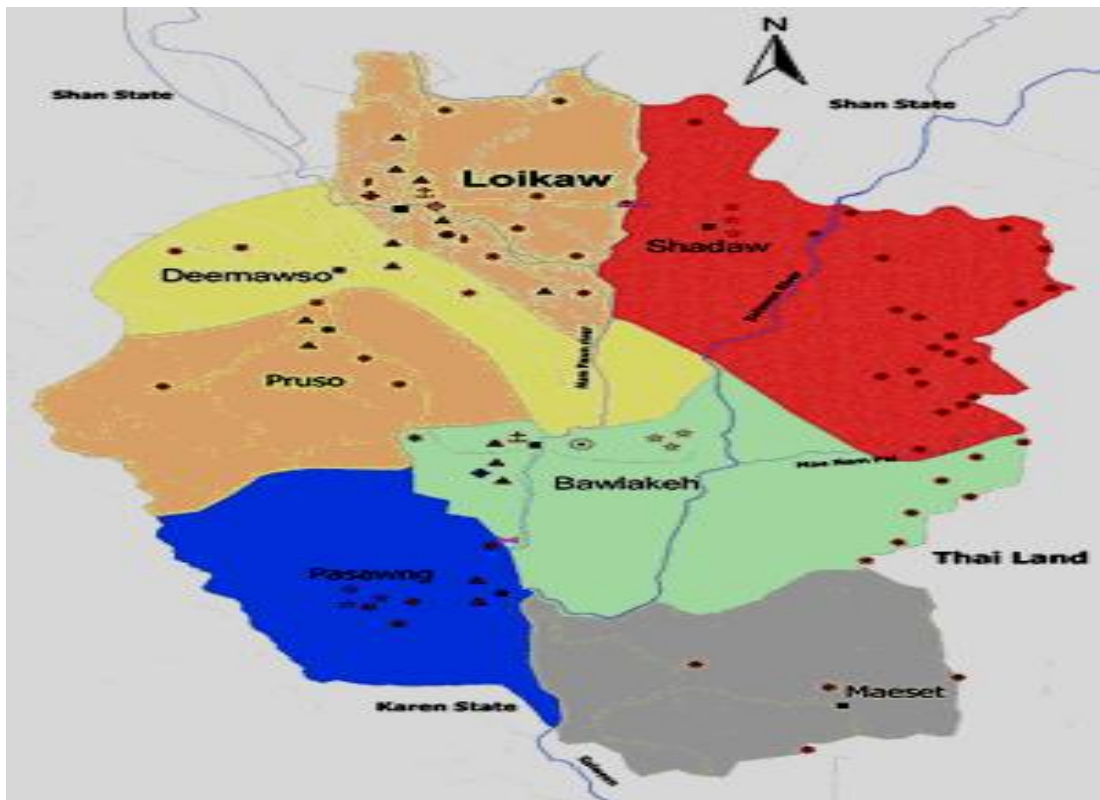 N
Shan State
Shan State
Loikaw
Shadaw
Deemawso
Pruso
Bawlakeh
Thai Land
Pasawng
Maeset
Karen State